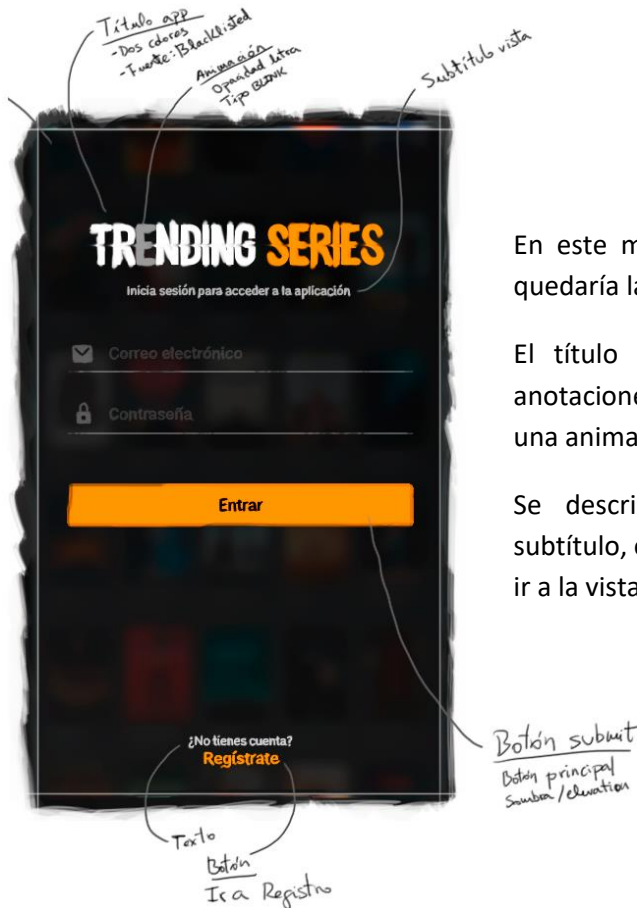 Título app
-Dos colores
-Fuente: Blacklisted
Animación
Opacidad letra
Tipo BLINK
Subtítulo vista
TRENDING SERIES
Inicia sesión para acceder a la aplicación
Correo electrónico
Contraseña
Entrar
¿No tienes cuenta?
Regístrate
Texto
Botón
Ir a Registro
Botón submit
Botón principal
Sombra/elevation
En este m
quedaría la
El título
anotacione
una anima
Se descri
subtítulo,
ir a la vista